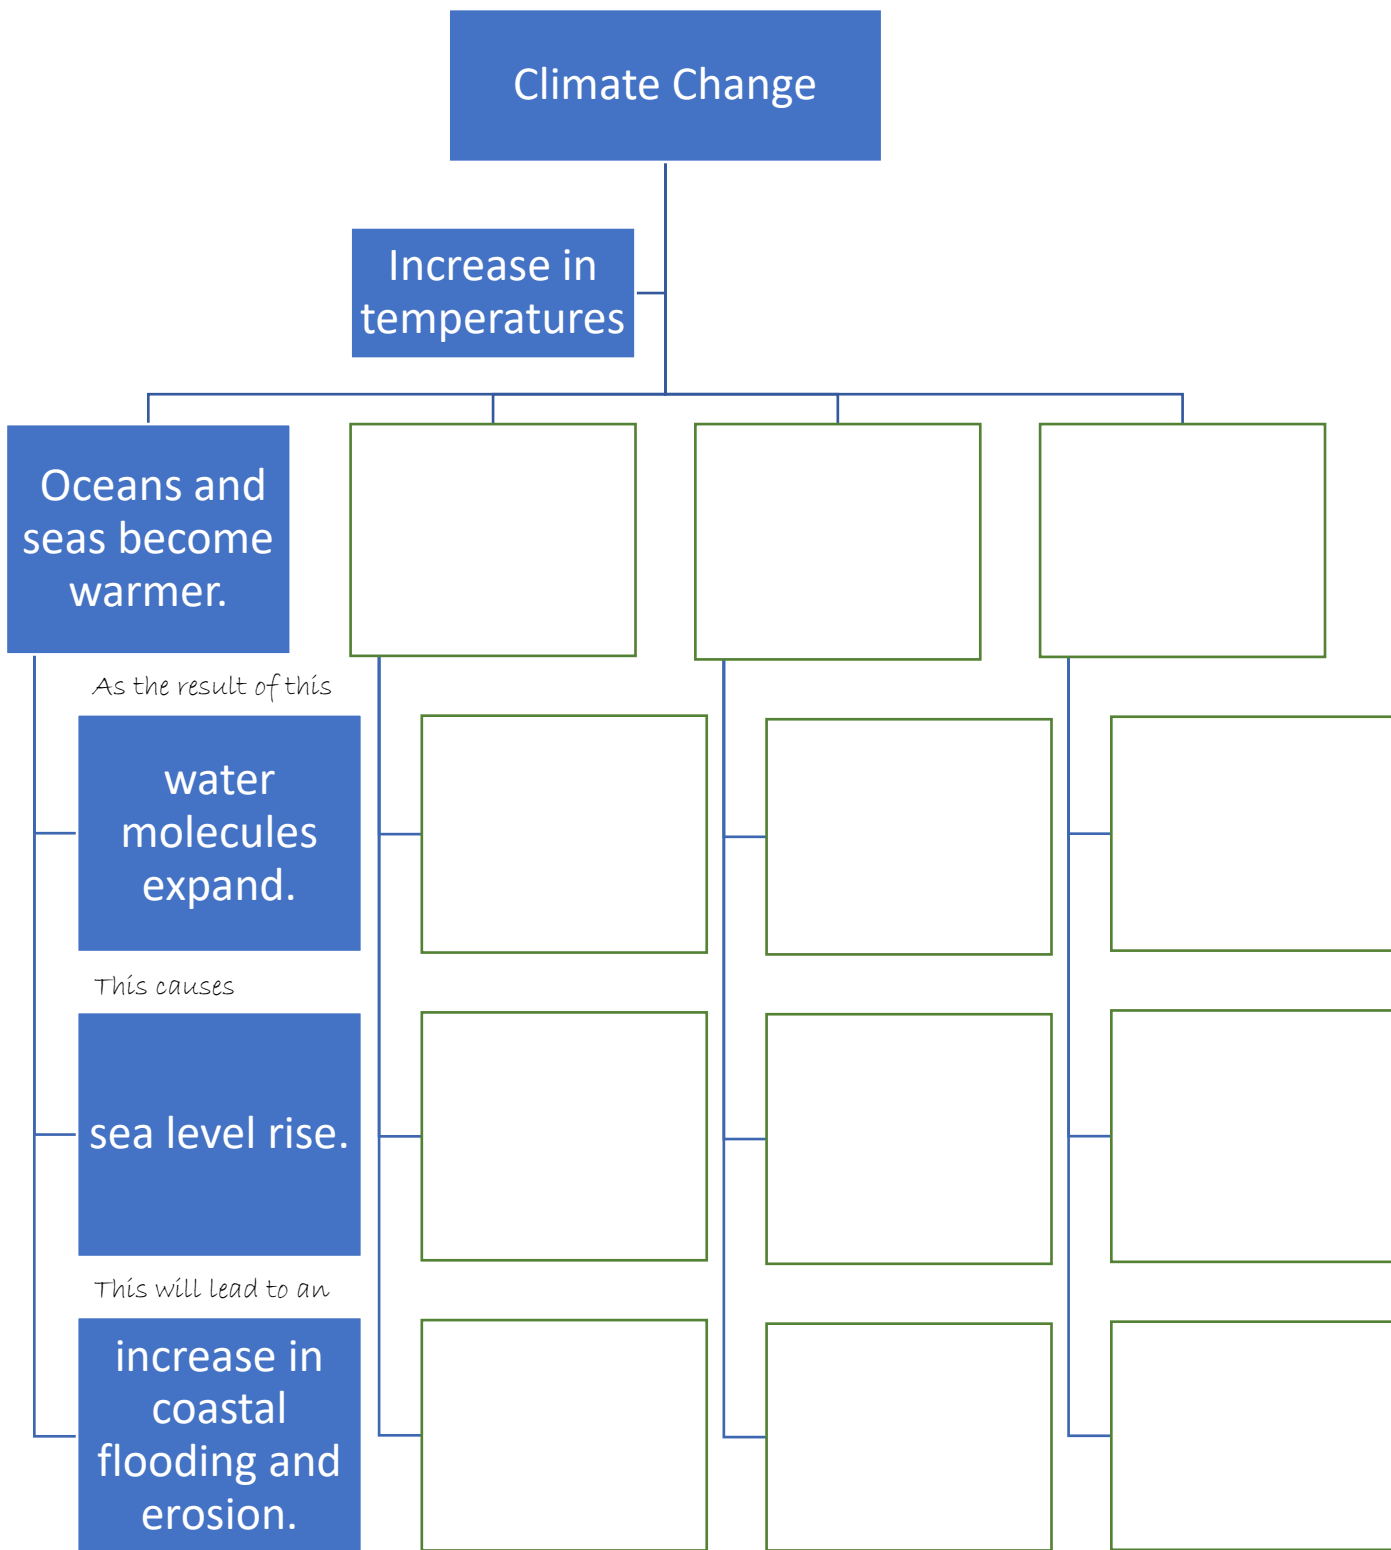 Climate Change
Increase in
temperatures
Oceans and
seas become
warmer.
As the result of this
water
molecules
expand.
This causes
sea level rise.
This will lead to an
increase in
coastal
flooding and
erosion.